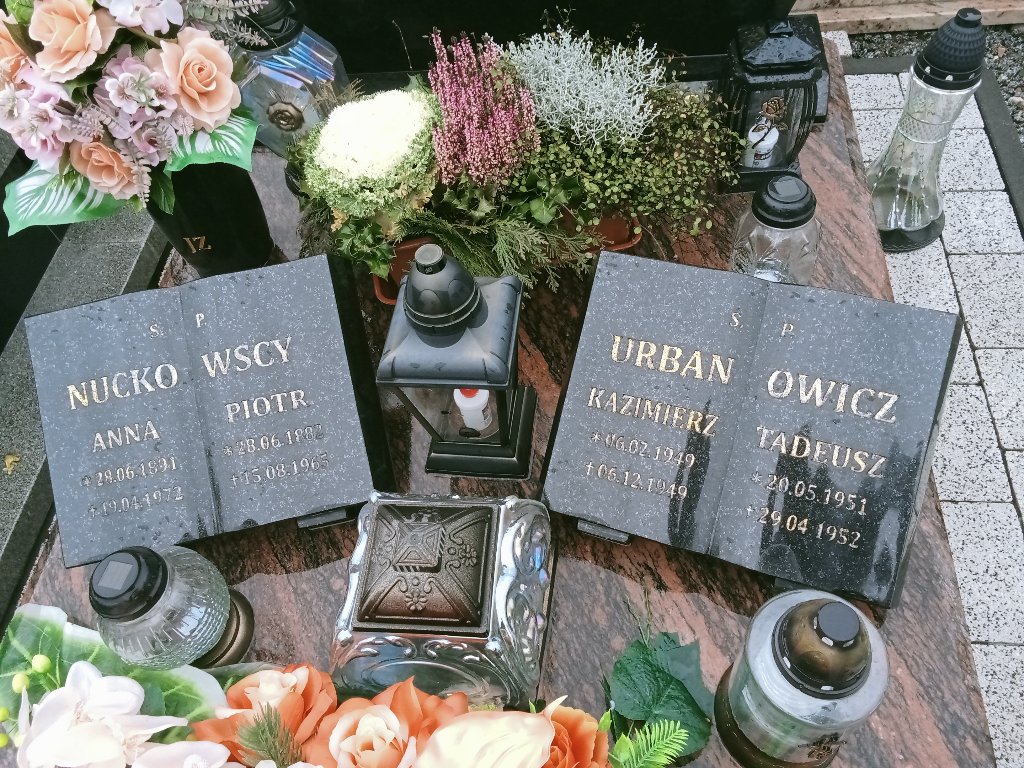 Ś. P.
NUCKOWSCY
ANNA
*28.06.1891
†19.04.1972
PIOTR
*28.06.1882
†15.08.1965
Ś. P.
URBANOWICZ
KAZIMIERZ
*06.02.1949
†06.12.1949
TADEUSZ
*20.05.1951
†29.04 1952